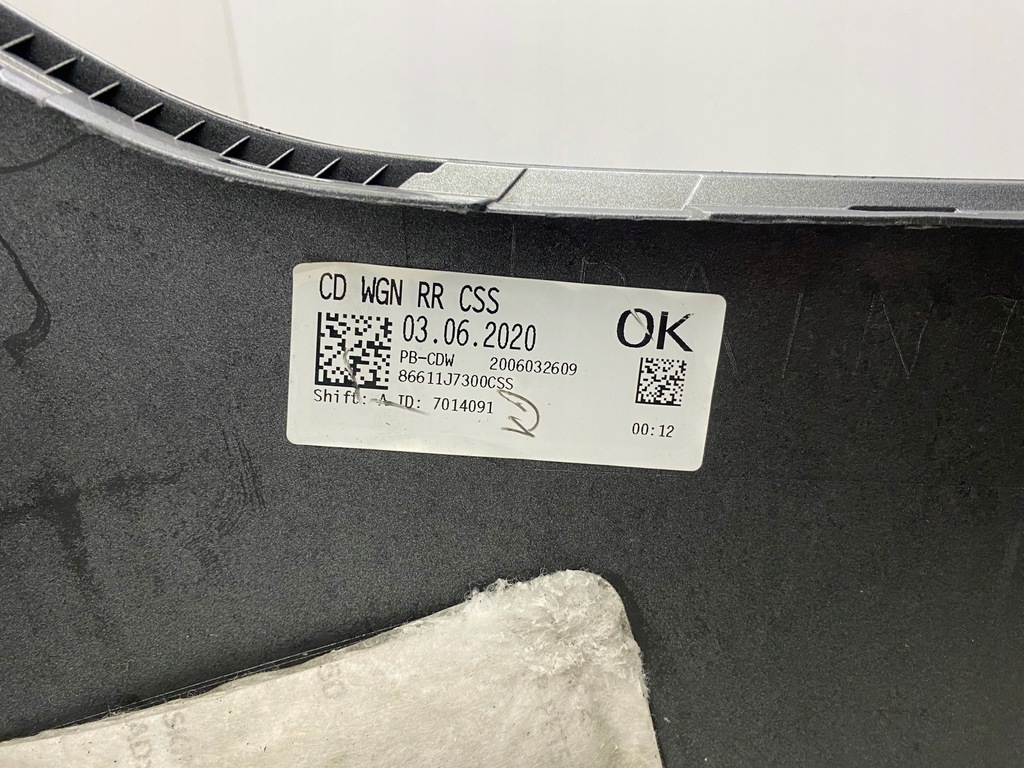 CD WGN RR CSS
03.06.2020
OK
PB-CDW 2006032609
86611J7300CSS
Shift: A ID: 7014091
00:12